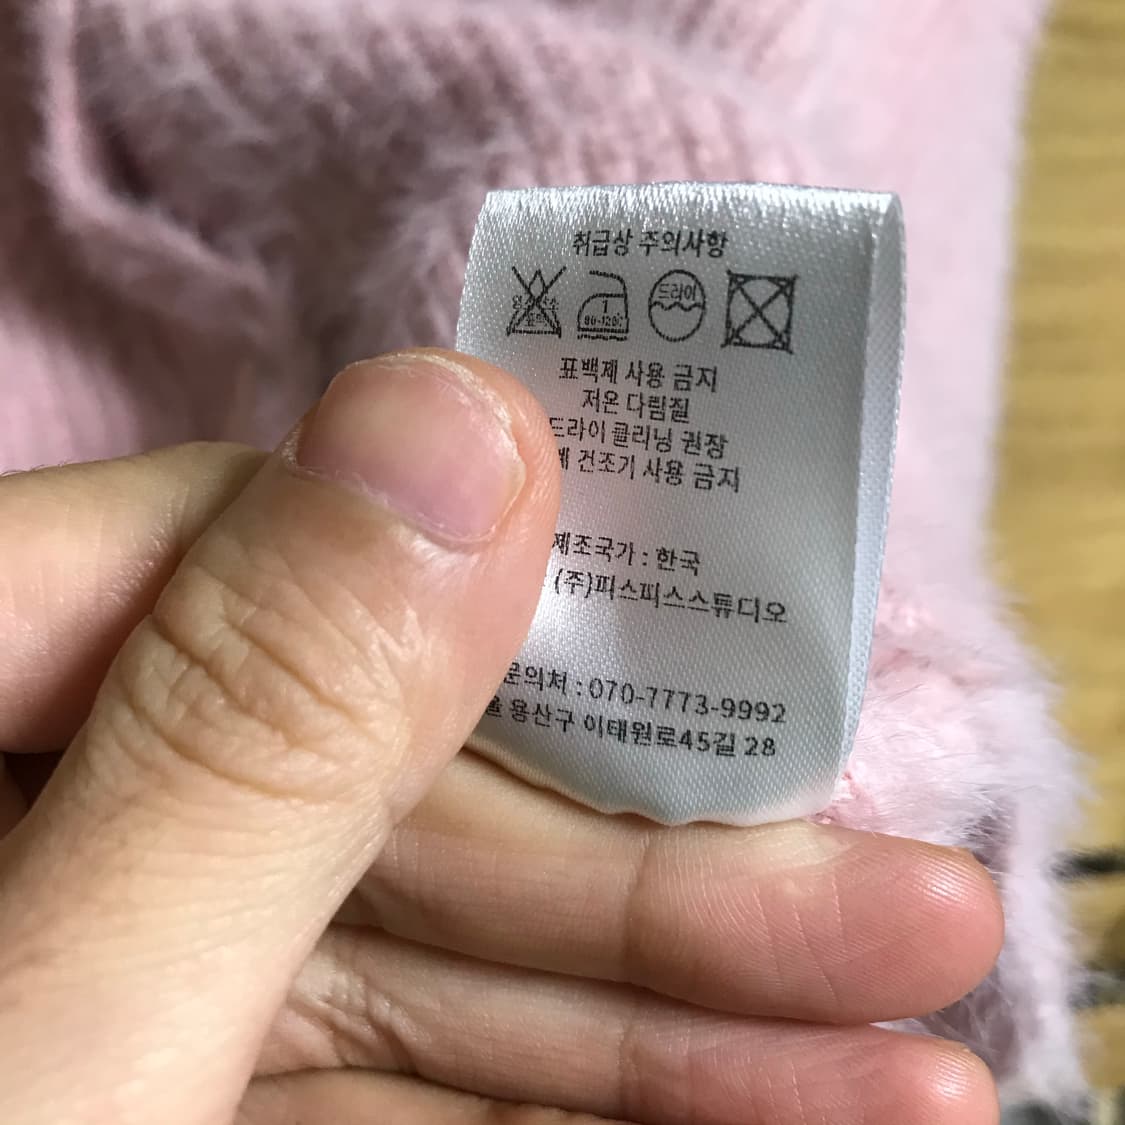 취급상 주의사항
1
80-120℃
드라이
표백제 사용 금지
저온 다림질
드라이 클리닝 권장
건조기 사용 금지
제조국가 : 한국
(주)피스피스스튜디오
문의처 : 070-7773-9992
용산구 이태원로45길 28